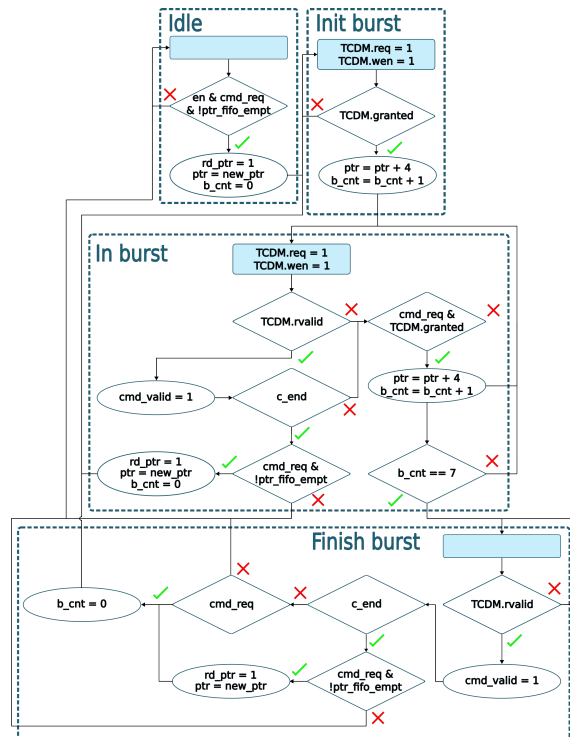 Idle
Init burst
TCDM.req = 1
TCDM.wen = 1
en & cmd_req
& !ptr_fifo_empt
TCDM.granted
rd_ptr = 1
ptr = new_ptr
b_cnt = 0
ptr = ptr + 4
b_cnt = b_cnt + 1
In burst
TCDM.req = 1
TCDM.wen = 1
TCDM.rvalid
cmd_req &
TCDM.granted
cmd_valid = 1
c_end
ptr = ptr + 4
b_cnt = b_cnt + 1
rd_ptr = 1
ptr = new_ptr
b_cnt = 0
cmd_req &
!ptr_fifo_empt
b_cnt == 7
Finish burst
b_cnt = 0
cmd_req
c_end
TCDM.rvalid
rd_ptr = 1
ptr = new_ptr
cmd_req &
!ptr_fifo_empt
cmd_valid = 1